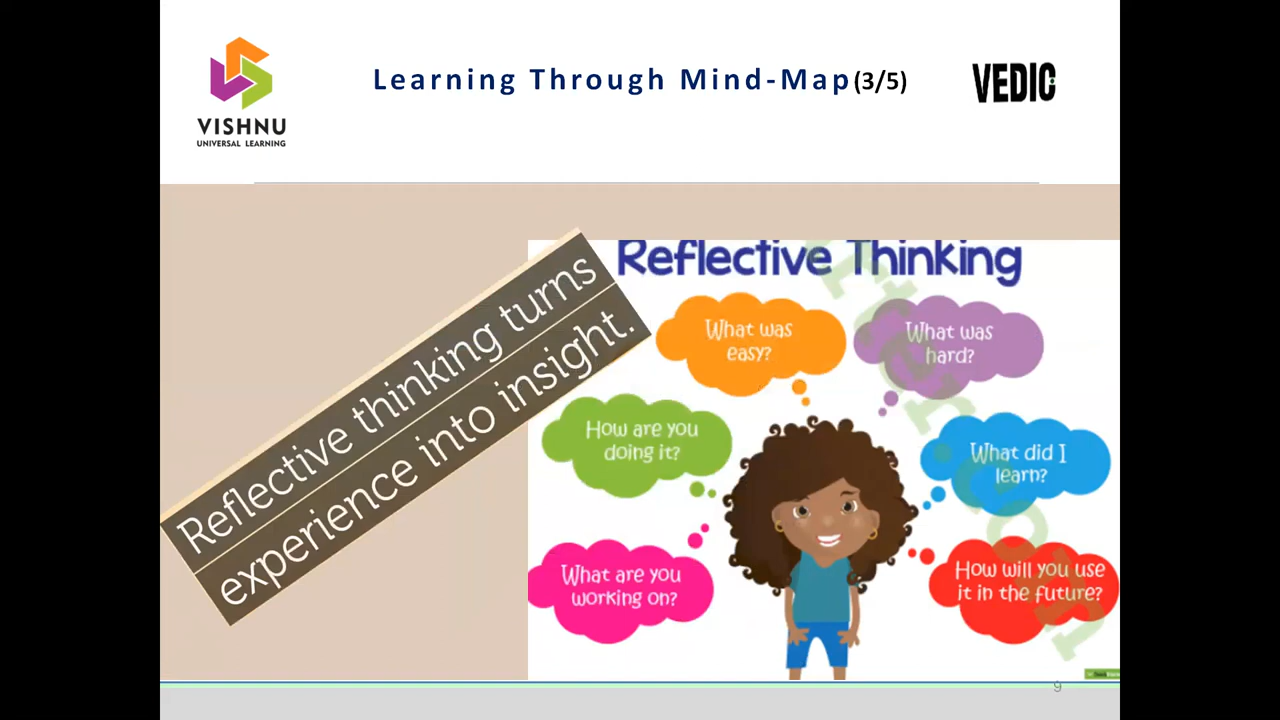 VISHNU
UNIVERSAL LEARNING
Learning Through Mind-Map(3/5)
VEDIC
Reflective thinking turns
experience into insight.
Reflective Thinking
What was
easy?
What was
hard?
How are you
doing it?
What did I
learn?
What are you
working on?
How will you use
it in the future?
9